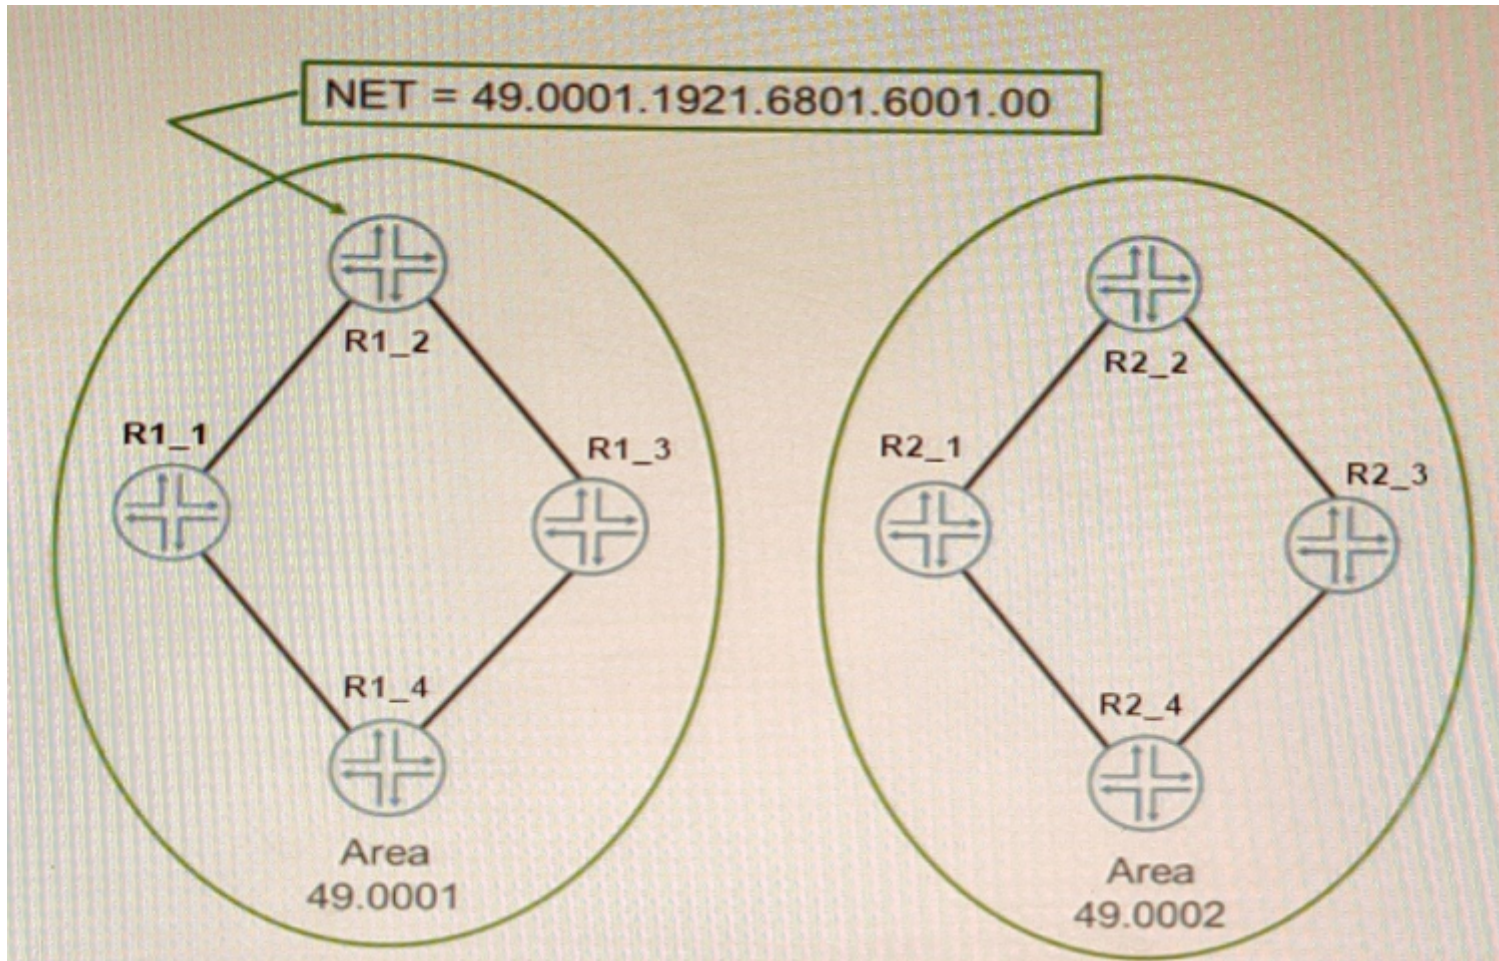 NET = 49.0001.1921.6801.6001.00
R1_2
R1_1
R1_3
R1_4
Area
49.0001
R2_2
R2_1
R2_3
R2_4
Area
49.0002